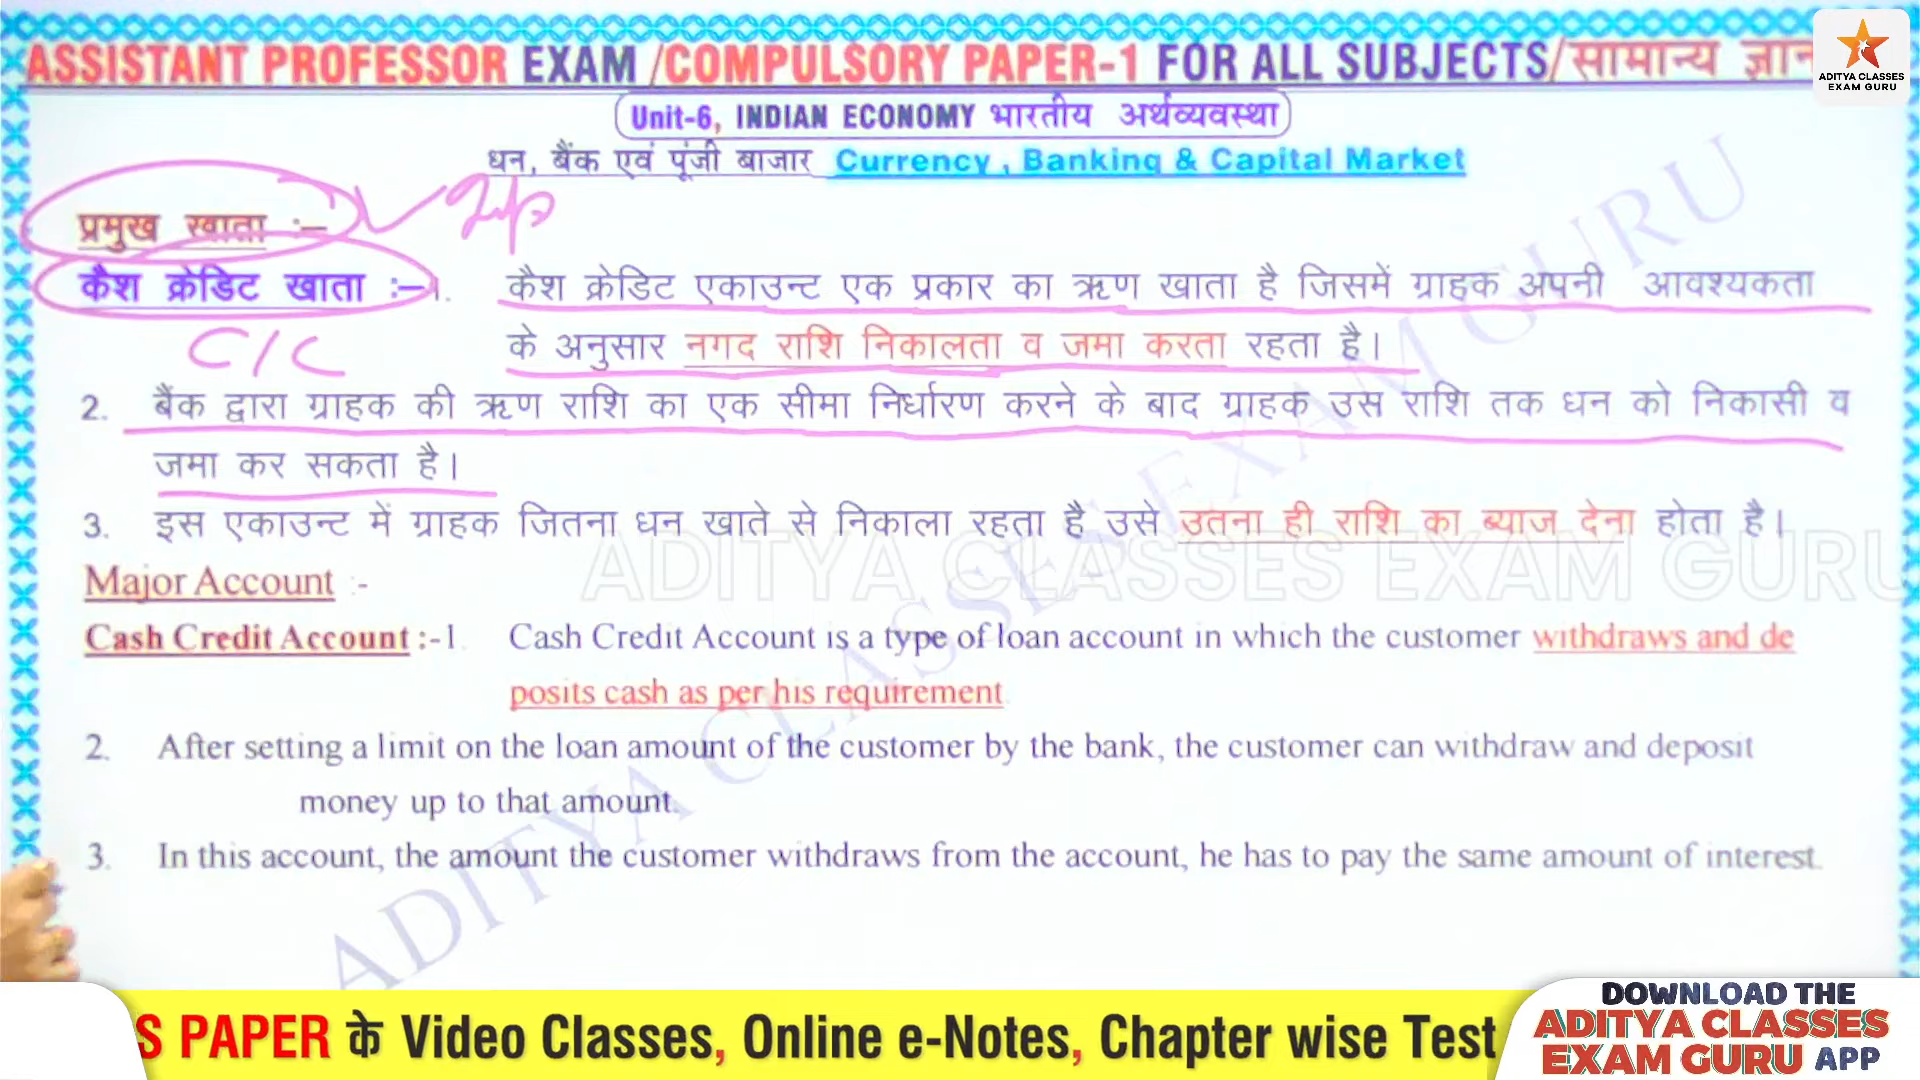 ASSISTANT PROFESSOR EXAM /COMPULSORY PAPER-1 FOR ALL SUBJECTS/सामान्य ज्ञान
ADITYA CLASSES
EXAM GURU
Unit-6, INDIAN ECONOMY भारतीय अर्थव्यवस्था
धन, बैंक एवं पूंजी बाजार Currency , Banking & Capital Market
प्रमुख खाता :–
कैश क्रेडिट खाता :–1. कैश क्रेडिट एकाउन्ट एक प्रकार का ऋण खाता है जिसमें ग्राहक अपनी आवश्यकता
के अनुसार नगद राशि निकालता व जमा करता रहता है।
C/C
2. बैंक द्वारा ग्राहक की ऋण राशि का एक सीमा निर्धारण करने के बाद ग्राहक उस राशि तक धन को निकासी व
जमा कर सकता है।
3. इस एकाउन्ट में ग्राहक जितना धन खाते से निकाला रहता है उसे उतना ही राशि का ब्याज देना होता है।
ADITYA CLASSES EXAM GURU
Major Account :-
Cash Credit Account :-1. Cash Credit Account is a type of loan account in which the customer withdraws and de
posits cash as per his requirement.
2. After setting a limit on the loan amount of the customer by the bank, the customer can withdraw and deposit
money up to that amount.
3. In this account, the amount the customer withdraws from the account, he has to pay the same amount of interest.
ADITYA CLASSES EXAM GURU
S PAPER के Video Classes, Online e-Notes, Chapter wise Test
DOWNLOAD THE
ADITYA CLASSES
EXAM GURU APP